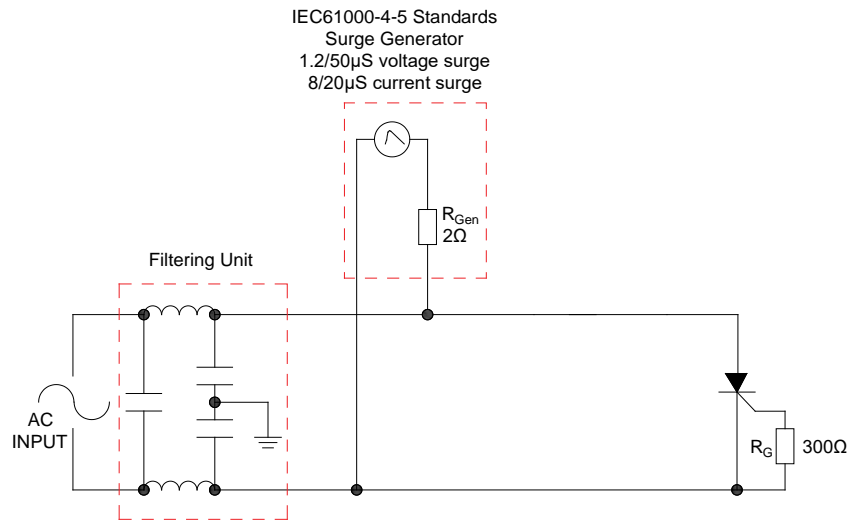 IEC61000-4-5 Standards
Surge Generator
1.2/50µS voltage surge
8/20µS current surge
RGen
2Ω
Filtering Unit
AC
INPUT
RG 300Ω